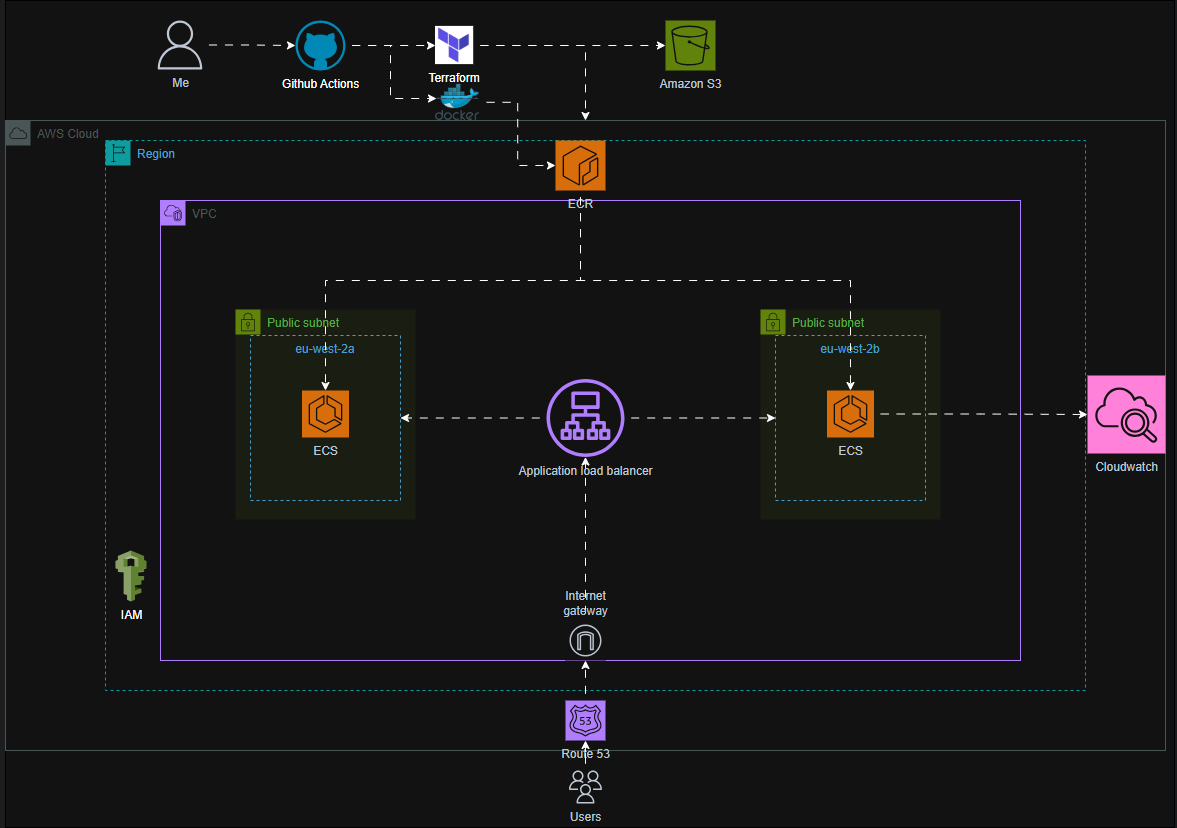 Me
Github Actions
Terraform
docker
Amazon S3
AWS Cloud
Region
ECR
VPC
Public subnet
eu-west-2a
ECS
Application load balancer
Public subnet
eu-west-2b
ECS
Cloudwatch
IAM
Internet
gateway
53
Route 53
Users